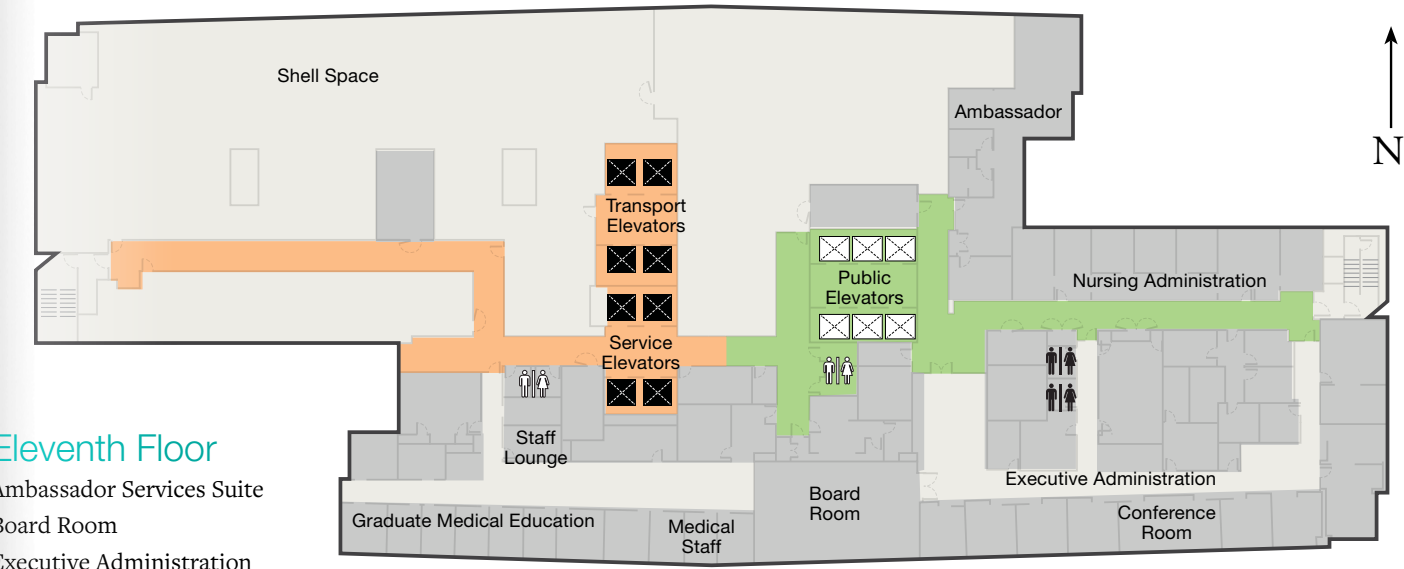 Shell Space
Ambassador
N
Transport
Elevators
Public
Elevators
Nursing Administration
Service
Elevators
Staff
Lounge
Executive Administration
Board
Room
Graduate Medical Education
Medical
Staff
Conference
Room
Eleventh Floor
Ambassador Services Suite
Board Room
Executive Administration